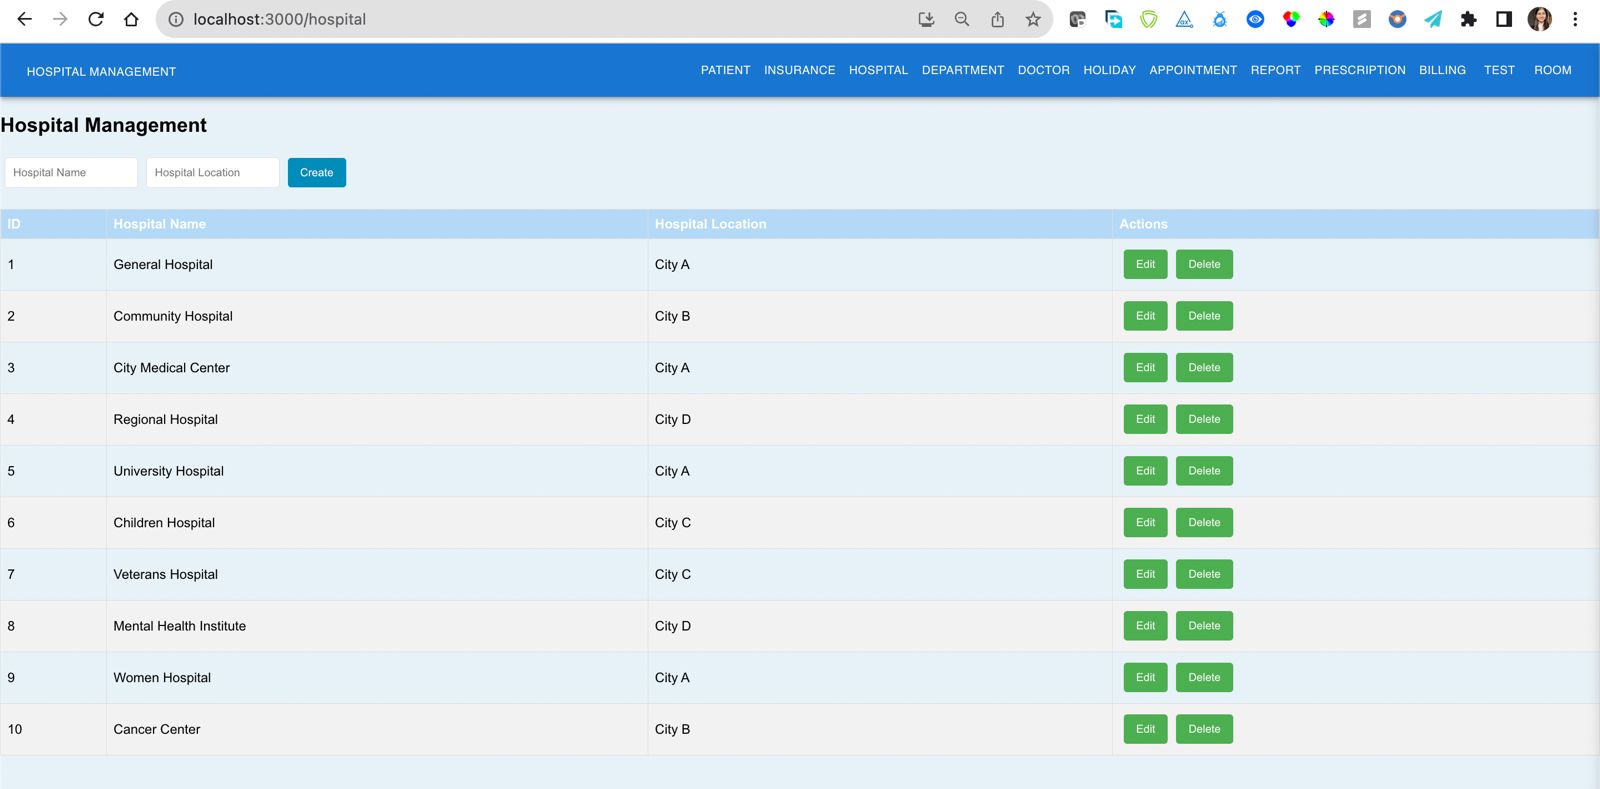 localhost:3000/hospital
HOSPITAL MANAGEMENT PATIENT INSURANCE HOSPITAL DEPARTMENT DOCTOR HOLIDAY APPOINTMENT REPORT PRESCRIPTION BILLING TEST ROOM
Hospital Management
Hospital Name Hospital Location Create
ID Hospital Name Hospital Location Actions
1 General Hospital City A Edit Delete
2 Community Hospital City B Edit Delete
3 City Medical Center City A Edit Delete
4 Regional Hospital City D Edit Delete
5 University Hospital City A Edit Delete
6 Children Hospital City C Edit Delete
7 Veterans Hospital City C Edit Delete
8 Mental Health Institute City D Edit Delete
9 Women Hospital City A Edit Delete
10 Cancer Center City B Edit Delete